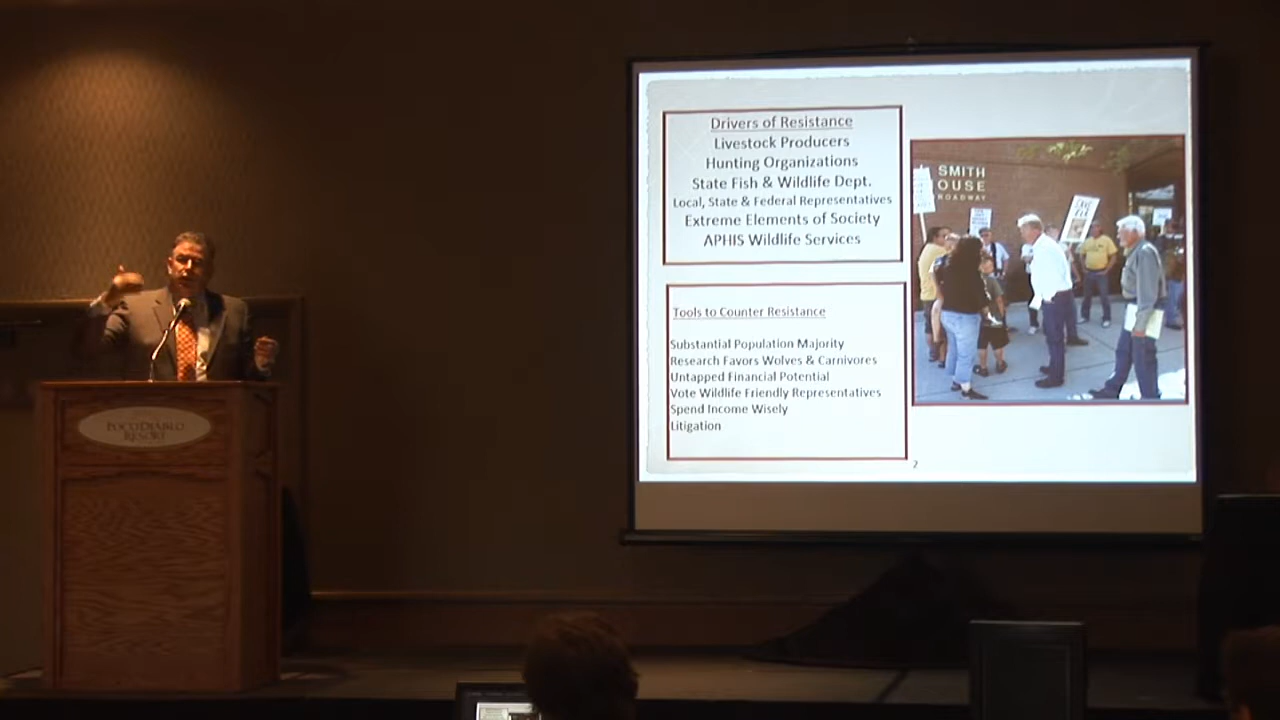 POCO DIABLO
RESORT
Drivers of Resistance
Livestock Producers
Hunting Organizations
State Fish & Wildlife Dept.
Local, State & Federal Representatives
Extreme Elements of Society
APHIS Wildlife Services
Tools to Counter Resistance
Substantial Population Majority
Research Favors Wolves & Carnivores
Untapped Financial Potential
Vote Wildlife Friendly Representatives
Spend Income Wisely
Litigation
SMITH
OUSE
ROADWAY
2